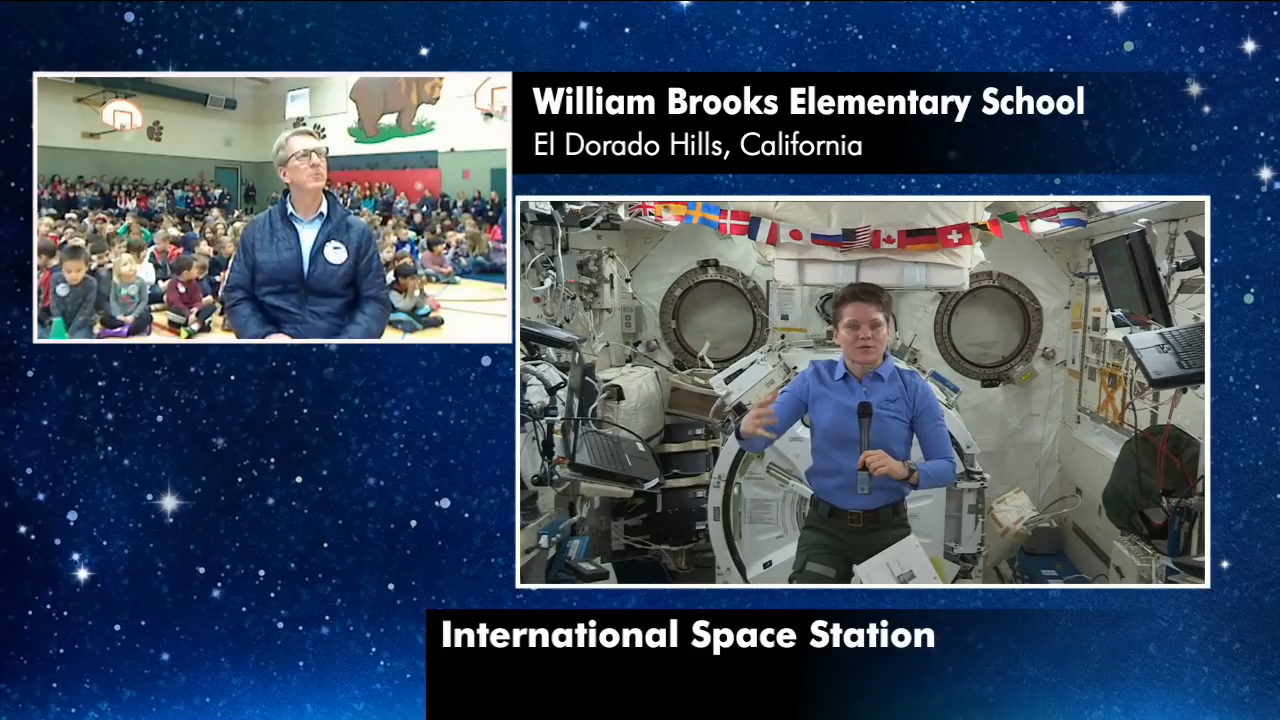 William Brooks Elementary School
El Dorado Hills, California
International Space Station